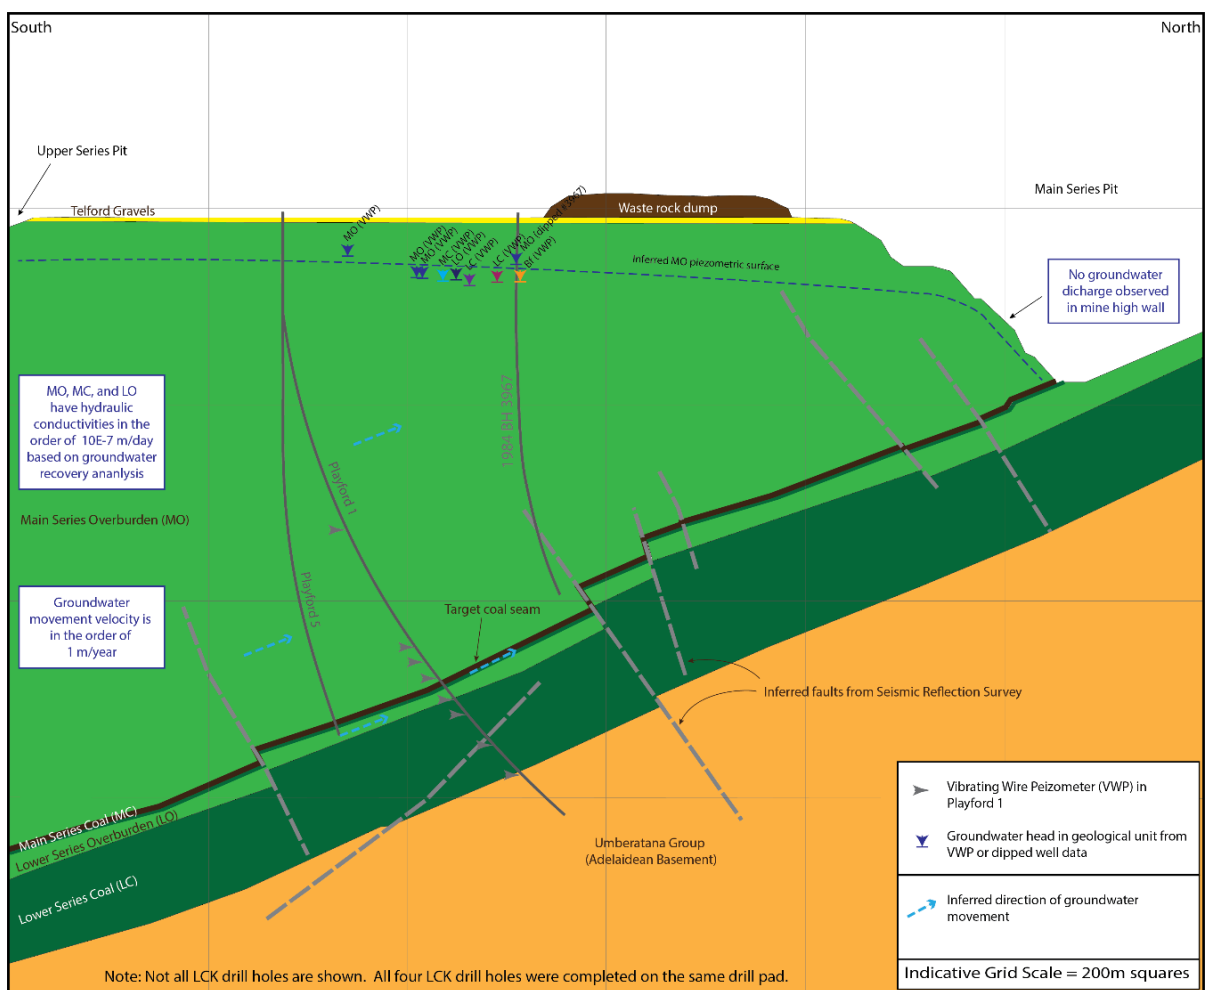 South
North
Upper Series Pit
Main Series Pit
Telford Gravels
Waste rock dump
MO (VWP)
MO (VWP)
MO (VWP)
MC (VWP)
LO (VWP)
LC (VWP)
LC (VWP)
MO (dipped #3967)
Bf (VWP)
Inferred MO piezometric surface
No groundwater
dicharge observed
in mine high wall
MO, MC, and LO
have hydraulic
conductivities in the
order of 10E-7 m/day
based on groundwater
recovery ananlysis
1984 BH 3967
Playford 1
Main Series Overburden (MO)
Playford 5
Groundwater
movement velocity is
in the order of
1 m/year
Target coal seam
Inferred faults from Seismic Reflection Survey
Main Series Coal (MC)
Lower Series Overburden (LO)
Lower Series Coal (LC)
Umberatana Group
(Adelaidean Basement)
Vibrating Wire Peizometer (VWP) in
Playford 1
Groundwater head in geological unit from
VWP or dipped well data
Inferred direction of groundwater
movement
Indicative Grid Scale = 200m squares
Note: Not all LCK drill holes are shown. All four LCK drill holes were completed on the same drill pad.